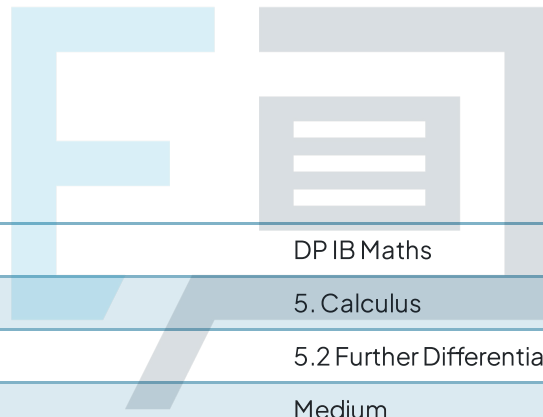 DP IB Maths
5. Calculus
5.2 Further Differentia
Medium